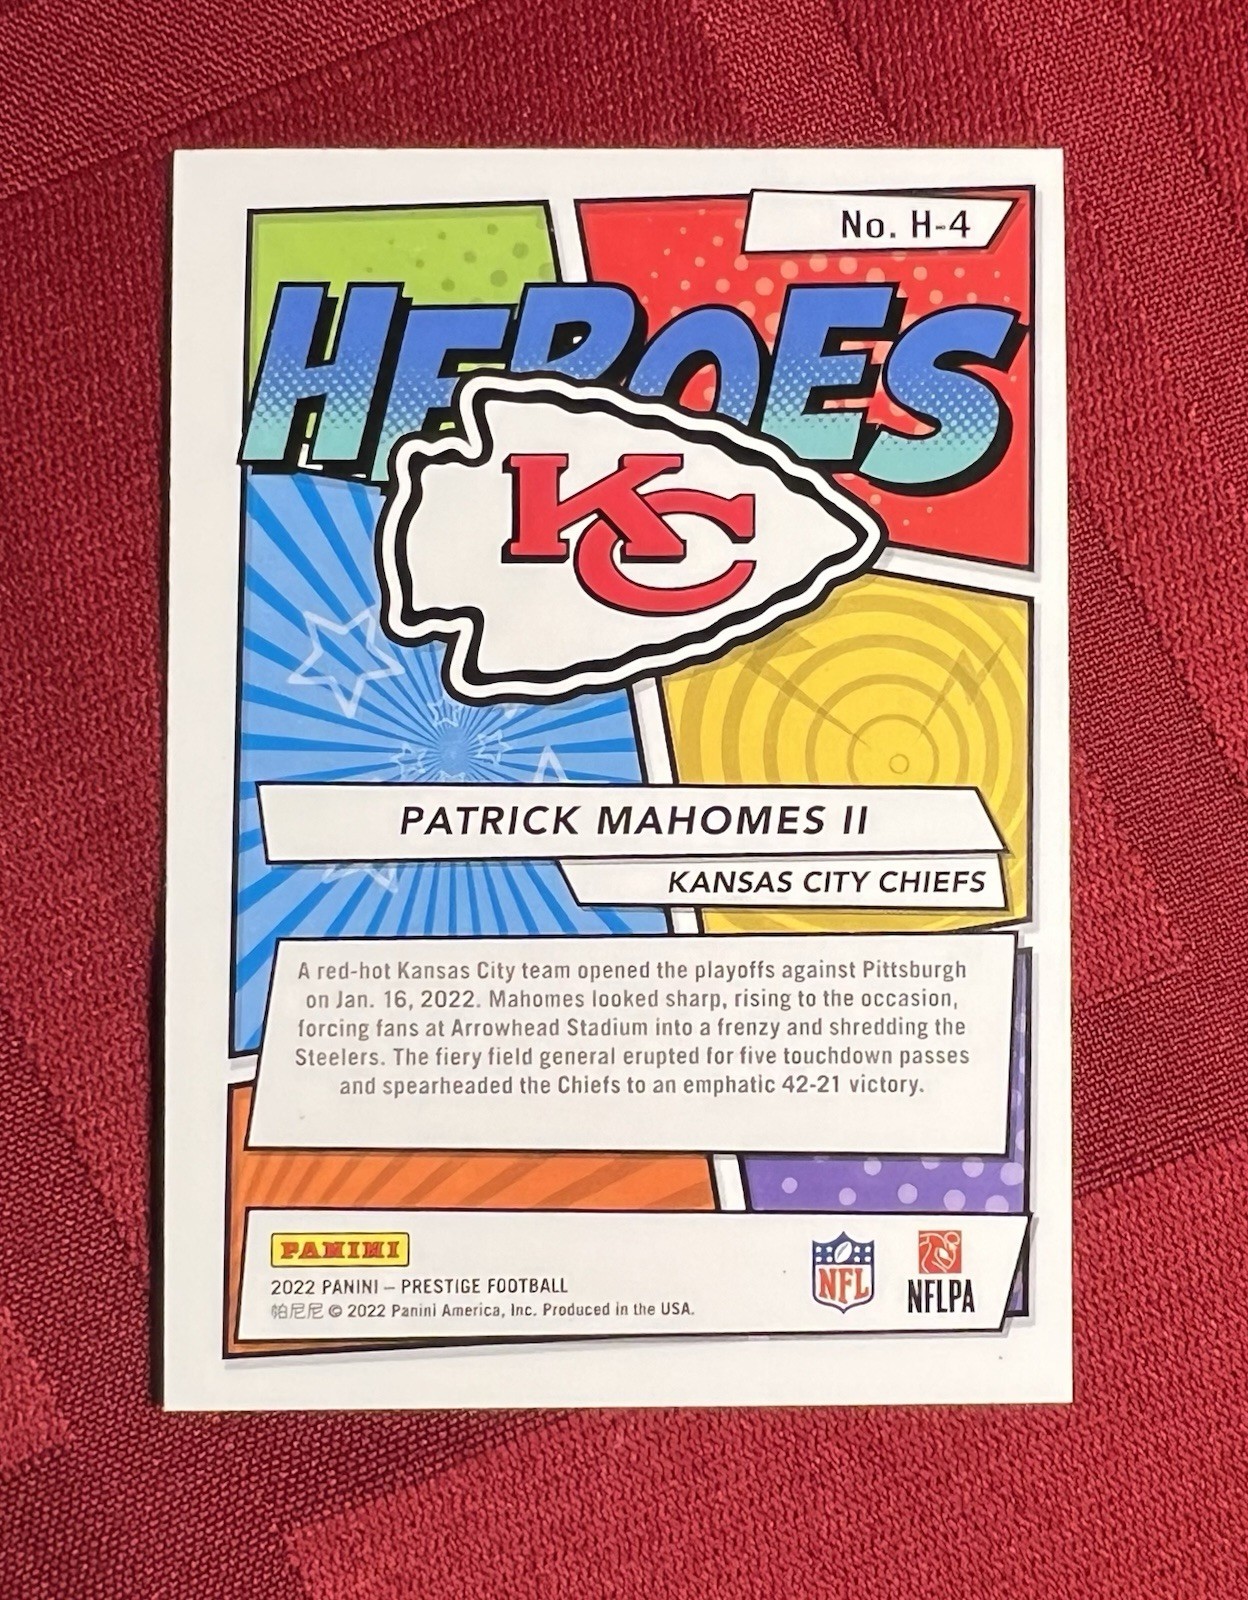 No. H-4
HEROES
KC
PATRICK MAHOMES II
KANSAS CITY CHIEFS
A red-hot Kansas City team opened the playoffs against Pittsburgh
on Jan. 16, 2022. Mahomes looked sharp, rising to the occasion,
forcing fans at Arrowhead Stadium into a frenzy and shredding the
Steelers. The fiery field general erupted for five touchdown passes
and spearheaded the Chiefs to an emphatic 42-21 victory.
PANINI
2022 PANINI – PRESTIGE FOOTBALL
帕尼尼 © 2022 Panini America, Inc. Produced in the USA.
NFL
NFLPA